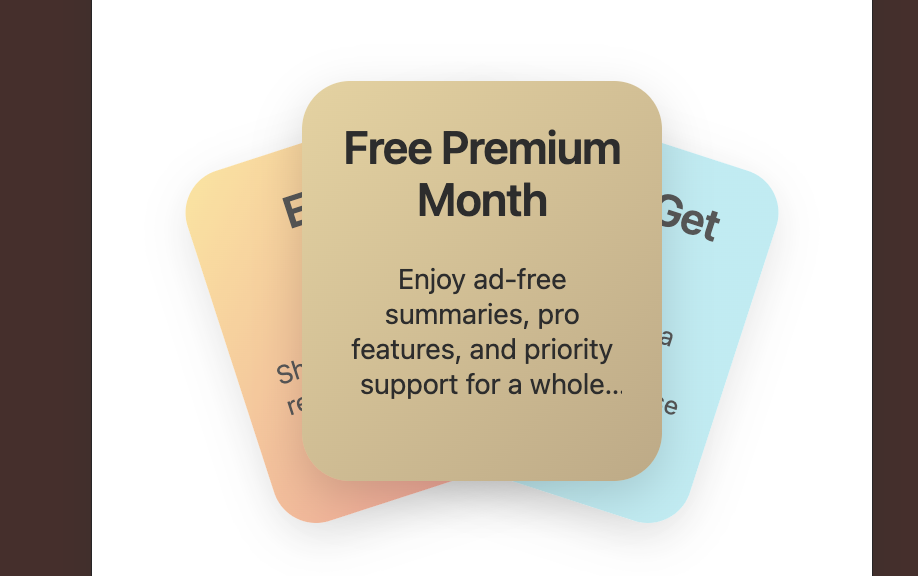 Free Premium
Month
Enjoy ad-free
summaries, pro
features, and priority
support for a whole...
Get
a